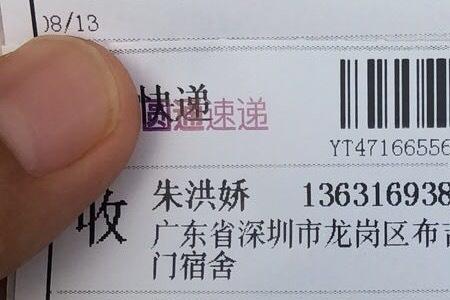 08/13
快递
圆通速递
YT47166556
收
朱洪娇 136316938
广东省深圳市龙岗区布吉
门宿舍